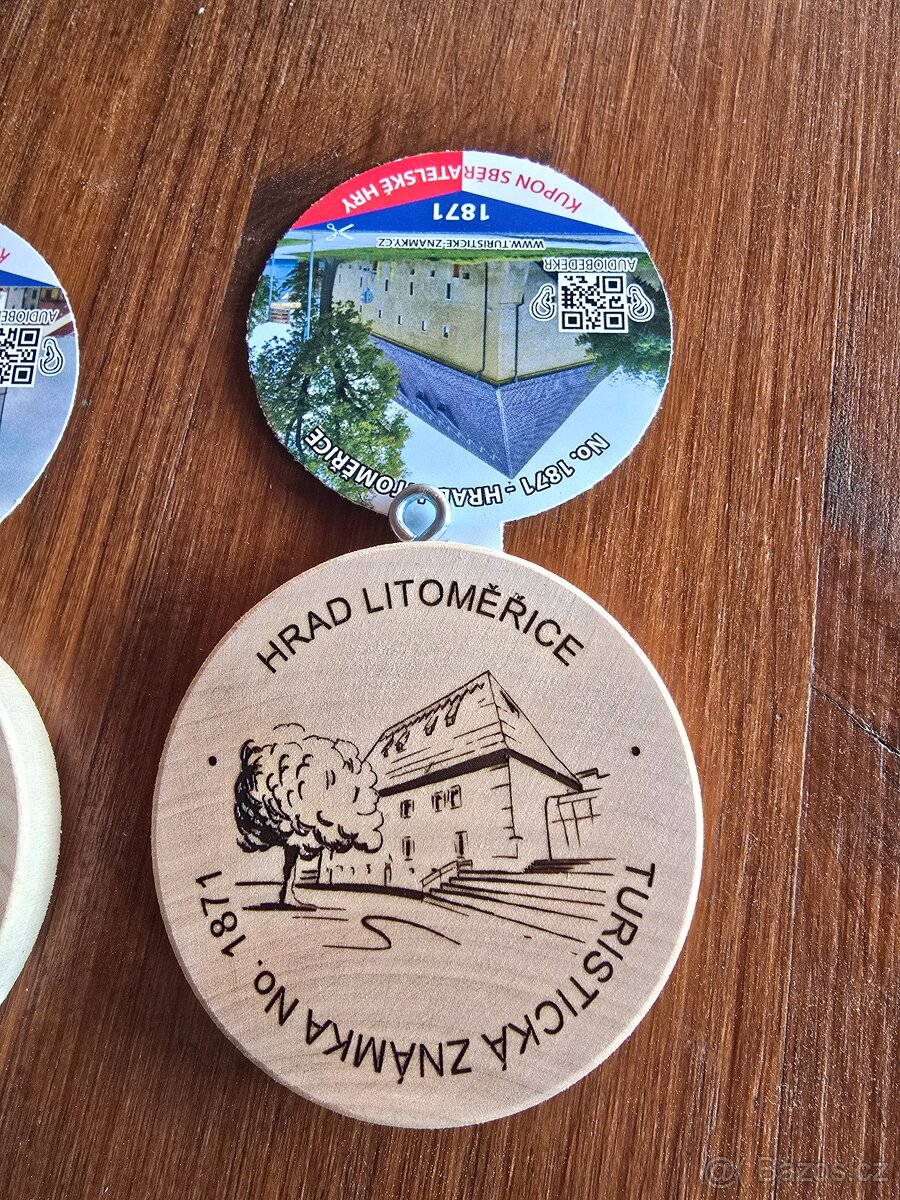 KUPON SBĚRATELSKÉ HRY
1871
WWW.TURISTICKE-ZNAMKY.CZ
AUDIOBEDEKR
No. 1871 - HRAD LITOMĚŘICE
HRAD LITOMĚŘICE
TURISTICKÁ ZNÁMKA No. 1871
Bazos.cz